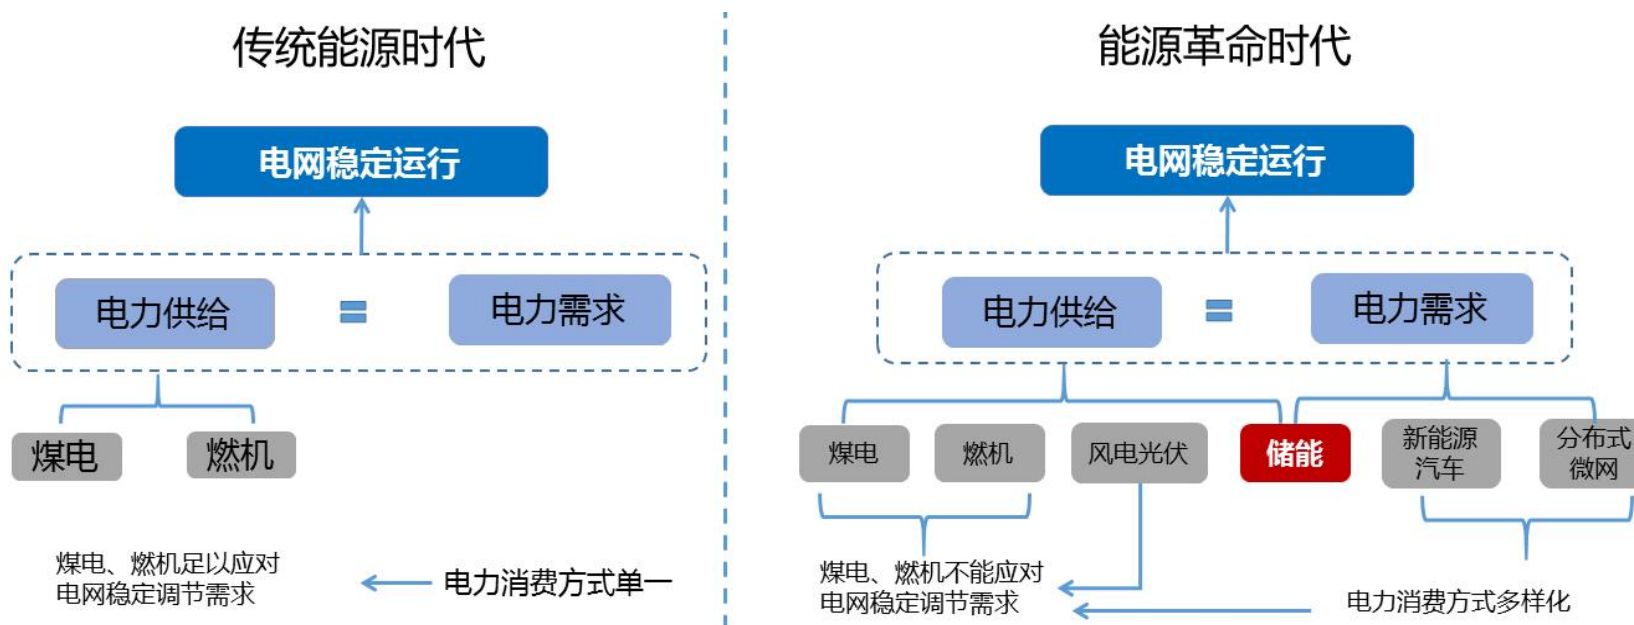 传统能源时代
电网稳定运行
电力供给
=
电力需求
煤电
燃机
煤电、燃机足以应对
电网稳定调节需求
电力消费方式单一
能源革命时代
电网稳定运行
电力供给
=
电力需求
煤电
燃机
风电光伏
储能
新能源
汽车
分布式
微网
煤电、燃机不能应对
电网稳定调节需求
电力消费方式多样化